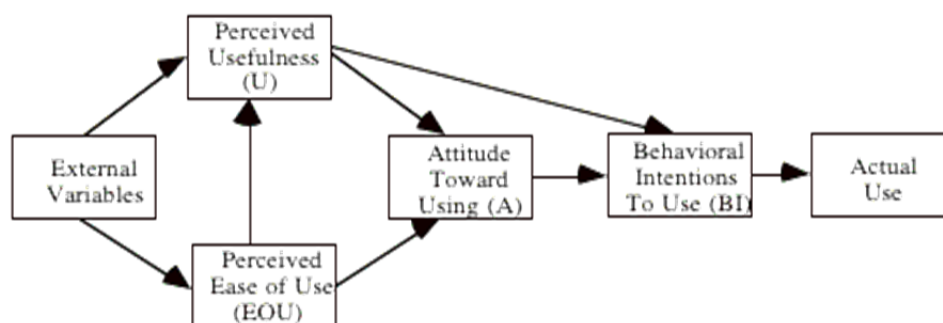 Perceived
Usefulness
(U)
External
Variables
Attitude
Toward
Using (A)
Behavioral
Intentions
To Use (BI)
Actual
Use
Perceived
Ease of Use
(EOU)